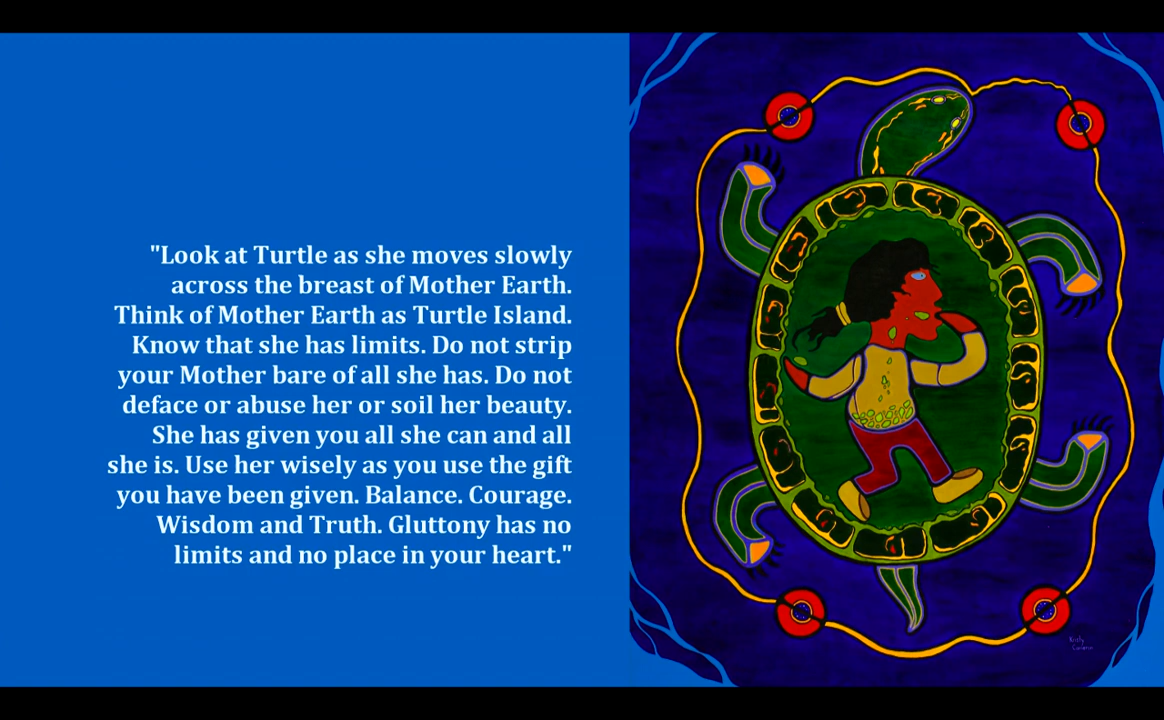 "Look at Turtle as she moves slowly
across the breast of Mother Earth.
Think of Mother Earth as Turtle Island.
Know that she has limits. Do not strip
your Mother bare of all she has. Do not
deface or abuse her or soil her beauty.
She has given you all she can and all
she is. Use her wisely as you use the gift
you have been given. Balance. Courage.
Wisdom and Truth. Gluttony has no
limits and no place in your heart."